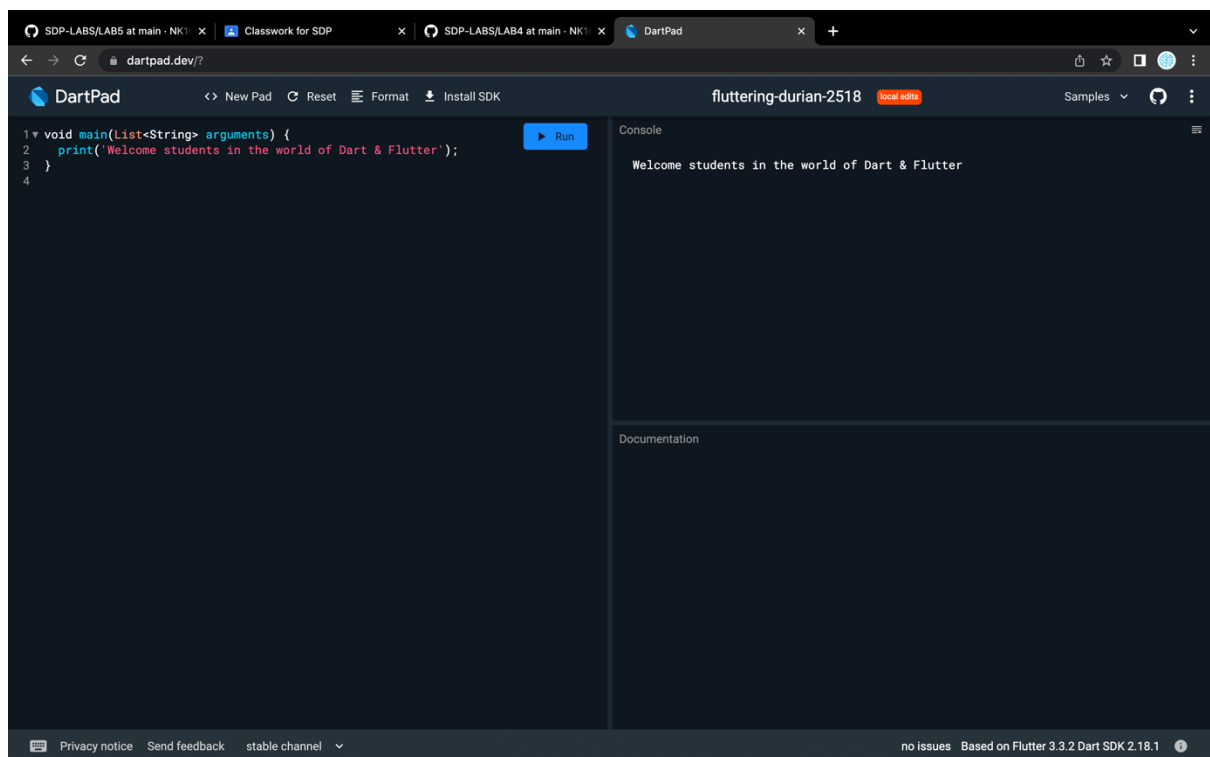 SDP-LABS/LAB5 at main · NK1
Classwork for SDP
SDP-LABS/LAB4 at main · NK1
DartPad
dartpad.dev/?
DartPad
<> New Pad
Reset
Format
Install SDK
fluttering-durian-2518
local edits
Samples
1 void main(List<String> arguments) {
2 print('Welcome students in the world of Dart & Flutter');
3 }
4
Run
Console
Welcome students in the world of Dart & Flutter
Documentation
Privacy notice
Send feedback
stable channel
no issues
Based on Flutter 3.3.2 Dart SDK 2.18.1